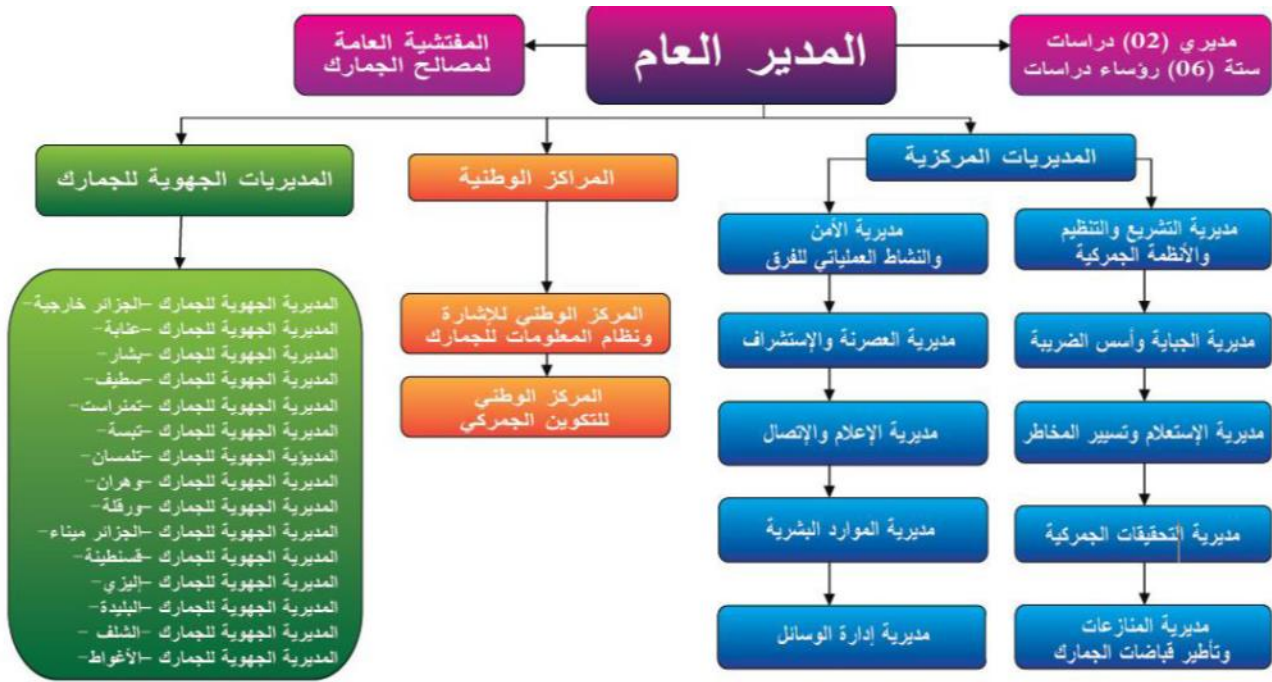 المدير العام
مديري (02) دراسات
ستة (06) رؤساء دراسات
المفتشية العامة
لمصالح الجمارك
المديريات المركزية
المراكز الوطنية
المديريات الجهوية للجمارك
مديرية التشريع والتنظيم
والأنظمة الجمركية
مديرية الجباية وأسس الضريبة
مديرية الإستعلام وتسيير المخاطر
مديرية التحقيقات الجمركية
مديرية المنازعات
وتأطير قباضات الجمارك
مديرية الأمن
والنشاط العملياتي للفرق
مديرية العصرنة والإستشراف
مديرية الإعلام والإتصال
مديرية الموارد البشرية
مديرية إدارة الوسائل
المركز الوطني للإشارة
ونظام المعلومات للجمارك
المركز الوطني
للتكوين الجمركي
المديرية الجهوية للجمارك –الجزائر خارجية–
المديرية الجهوية للجمارك –عنابة–
المديرية الجهوية للجمارك –بشار–
المديرية الجهوية للجمارك –سطيف–
المديرية الجهوية للجمارك –تمنراست–
المديرية الجهوية للجمارك –تبسة–
المديؤية الجهوية للجمارك –تلمسان–
المديرية الجهوية للجمارك –وهران–
المديرية الجهوية للجمارك –ورقلة–
المديرية الجهوية للجمارك –الجزائر ميناء–
المديرية الجهوية للجمارك –قسنطينة–
المديرية الجهوية للجمارك –إليزي–
المديرية الجهوية للجمارك –البليدة–
المديرية الجهوية للجمارك –الشلف–
المديرية الجهوية للجمارك –الأغواط–